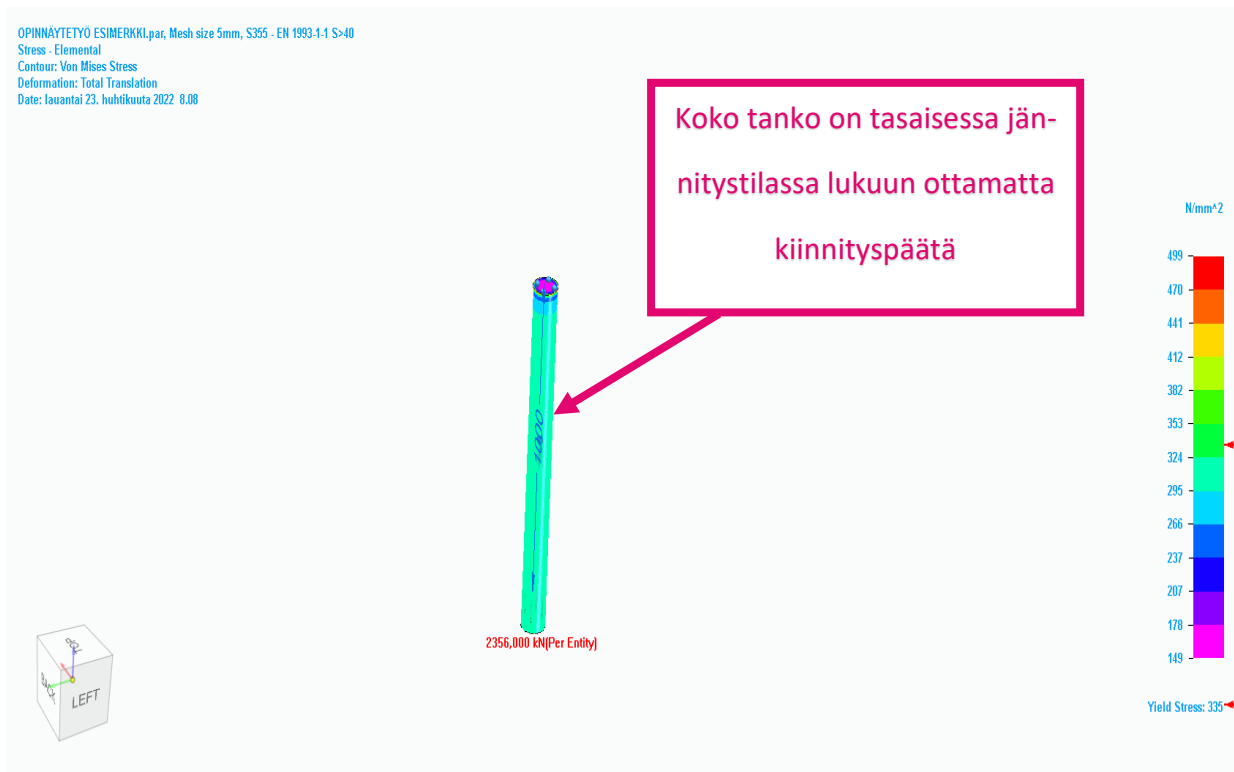 OPINNÄYTETYÖ ESIMERKKI.par, Mesh size 5mm, S355 - EN 1993-1-1 S>40
Stress - Elemental
Contour: Von Mises Stress
Deformation: Total Translation
Date: lauantai 23. huhtikuuta 2022 8.08
Koko tanko on tasaisessa jän-
nitystilassa lukuun ottamatta
kiinnityspäätä
N/mm^2
499
470
441
412
382
353
324
295
266
237
207
178
149
Yield Stress: 335
1000
2356,000 kN(Per Entity)
TOP
BACK
LEFT